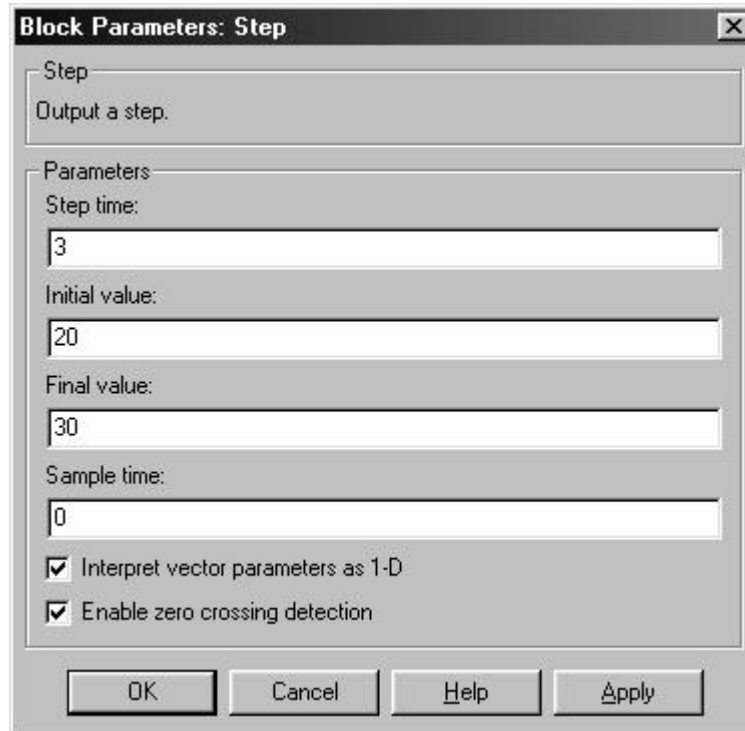 Block Parameters: Step
Step
Output a step.
Parameters
Step time:
3
Initial value:
20
Final value:
30
Sample time:
0
Interpret vector parameters as 1-D
Enable zero crossing detection
OK Cancel Help Apply